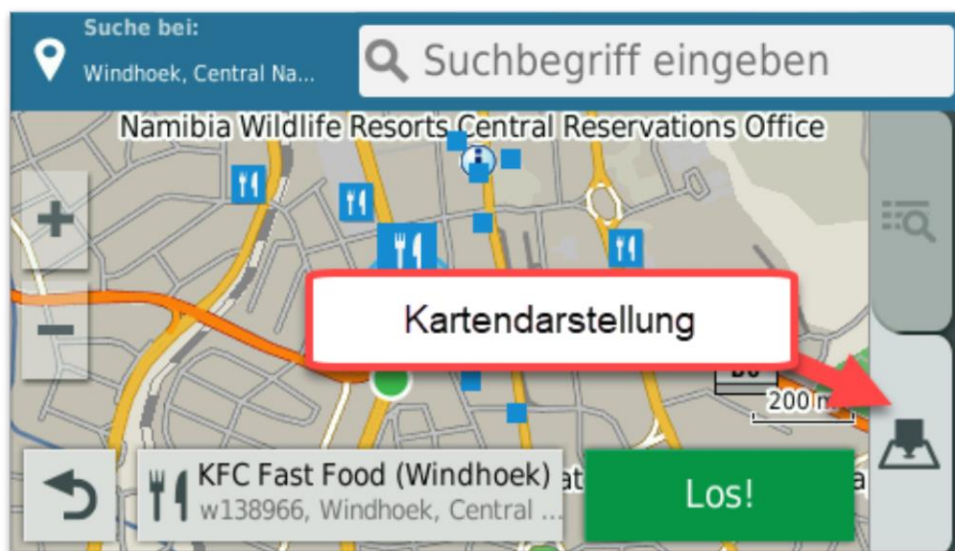 Suche bei:
Windhoek, Central Na...
Suchbegriff eingeben
Namibia Wildlife Resorts Central Reservations Office
Kartendarstellung
200 m
KFC Fast Food (Windhoek)
w138966, Windhoek, Central ...
Los!